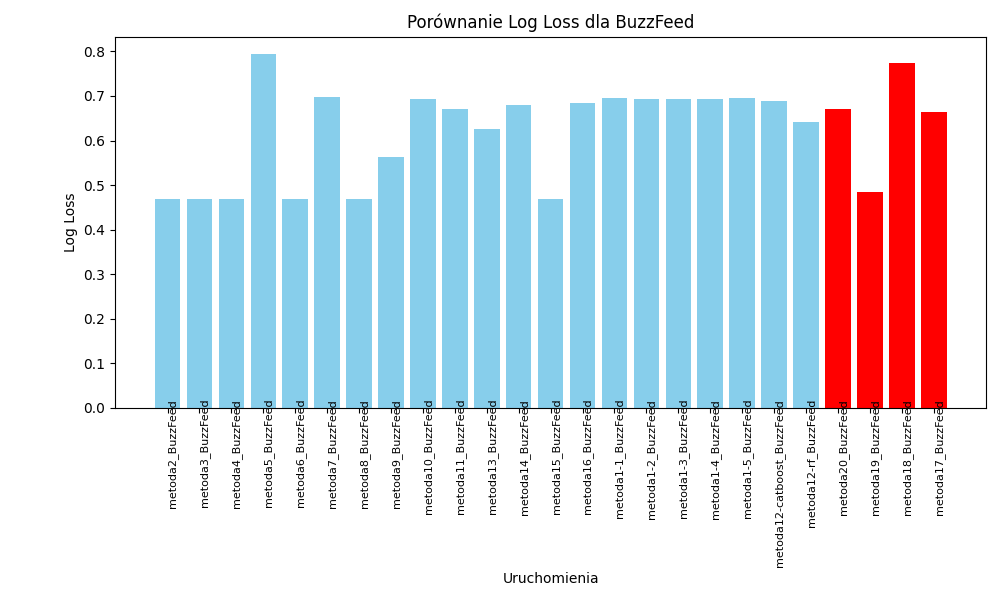 Porównanie Log Loss dla BuzzFeed
Log Loss
0.8
0.7
0.6
0.5
0.4
0.3
0.2
0.1
0.0
metoda2_BuzzFeed
metoda3_BuzzFeed
metoda4_BuzzFeed
metoda5_BuzzFeed
metoda6_BuzzFeed
metoda7_BuzzFeed
metoda8_BuzzFeed
metoda9_BuzzFeed
metoda10_BuzzFeed
metoda11_BuzzFeed
metoda13_BuzzFeed
metoda14_BuzzFeed
metoda15_BuzzFeed
metoda16_BuzzFeed
metoda1-1_BuzzFeed
metoda1-2_BuzzFeed
metoda1-3_BuzzFeed
metoda1-4_BuzzFeed
metoda1-5_BuzzFeed
metoda12-catboost_BuzzFeed
metoda12-rf_BuzzFeed
metoda20_BuzzFeed
metoda19_BuzzFeed
metoda18_BuzzFeed
metoda17_BuzzFeed
Uruchomienia